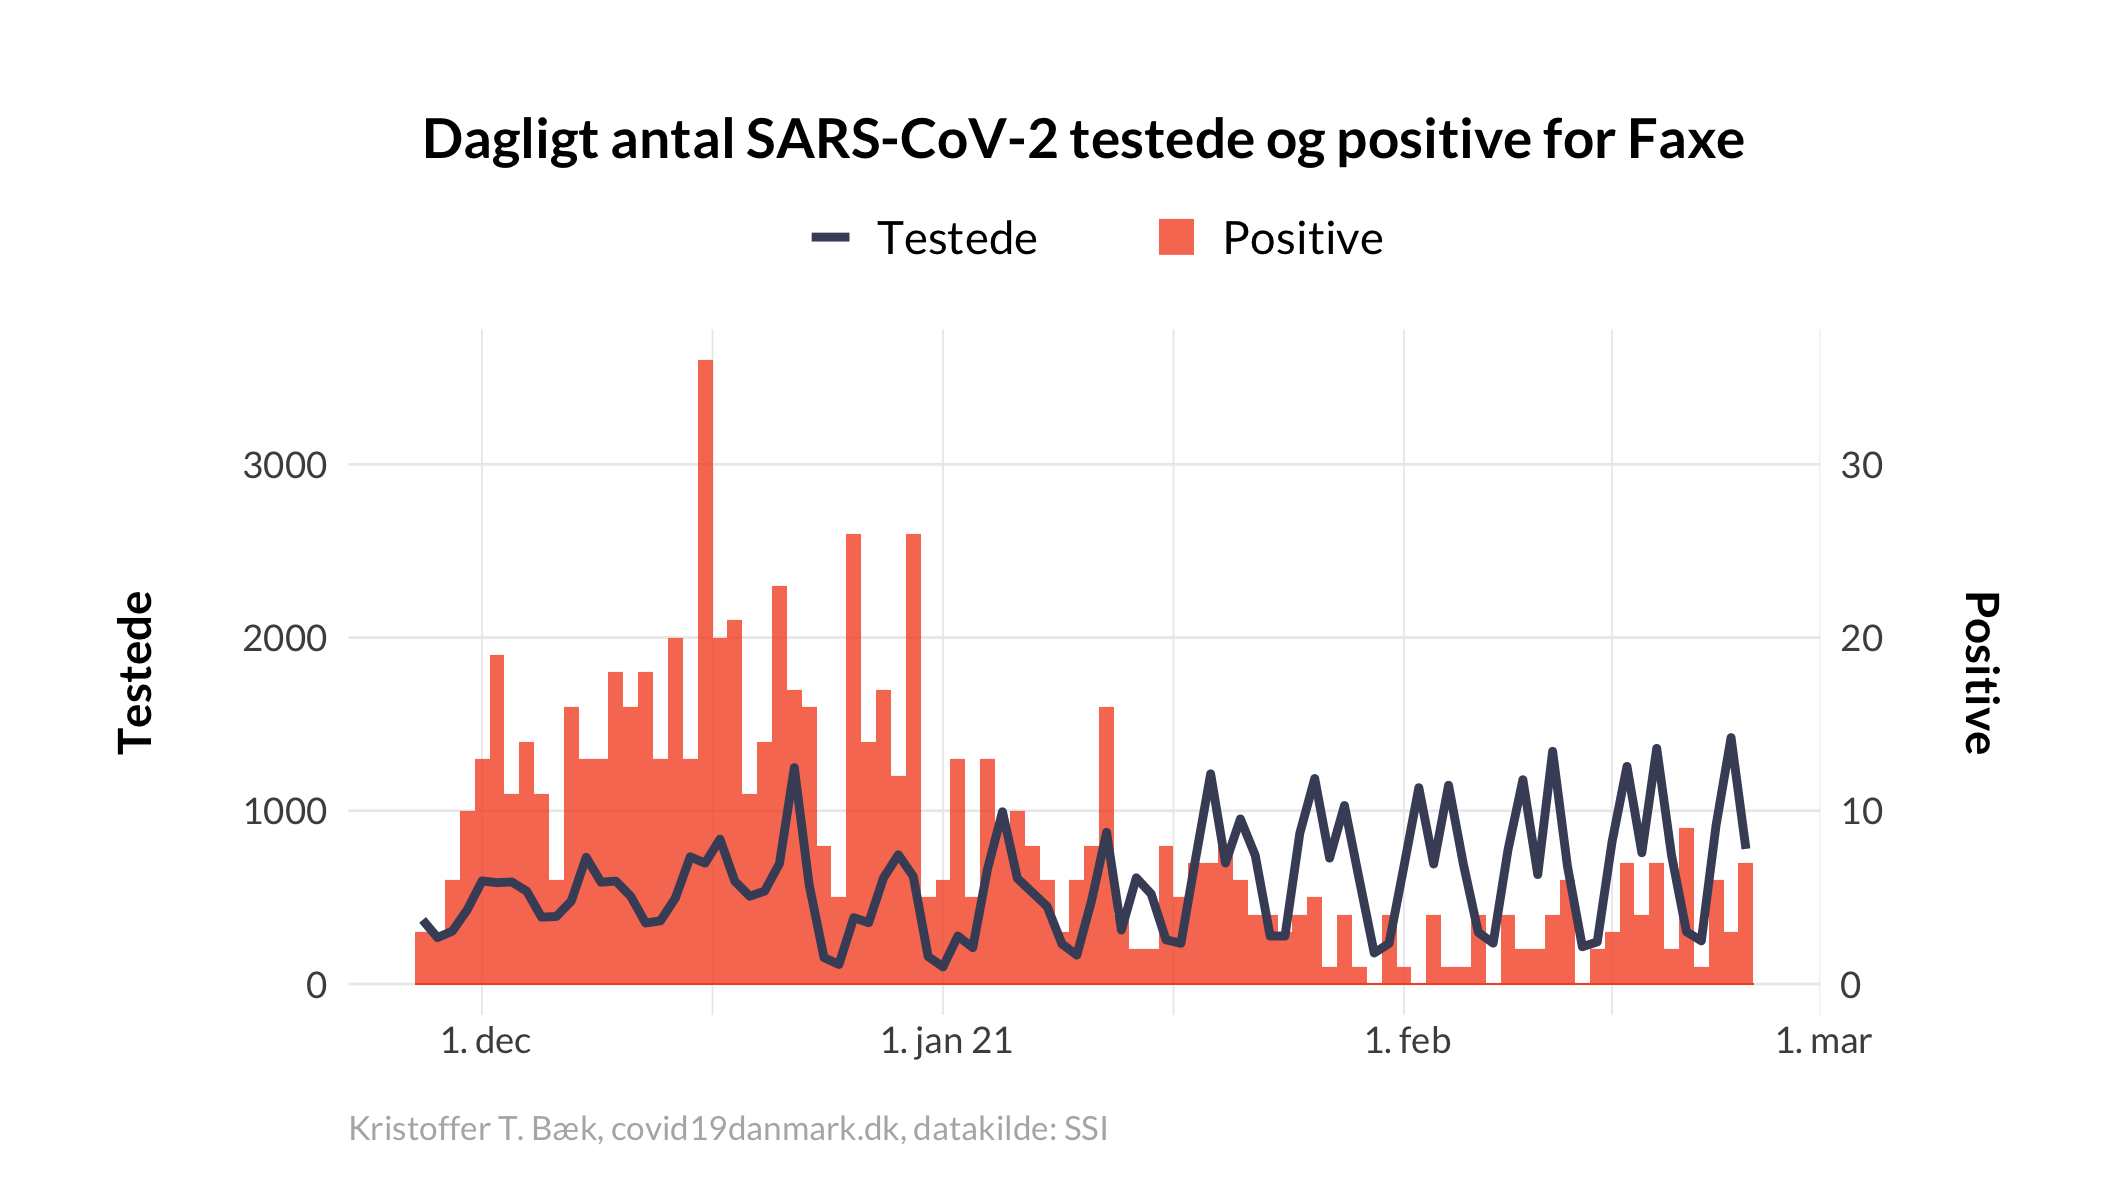 Dagligt antal SARS-CoV-2 testede og positive for Faxe
Testede Positive
3000 30
2000 20
1000 10
0 0
Testede
Positive
1. dec 1. jan 21 1. feb 1. mar
Kristoffer T. Bæk, covid19danmark.dk, datakilde: SSI